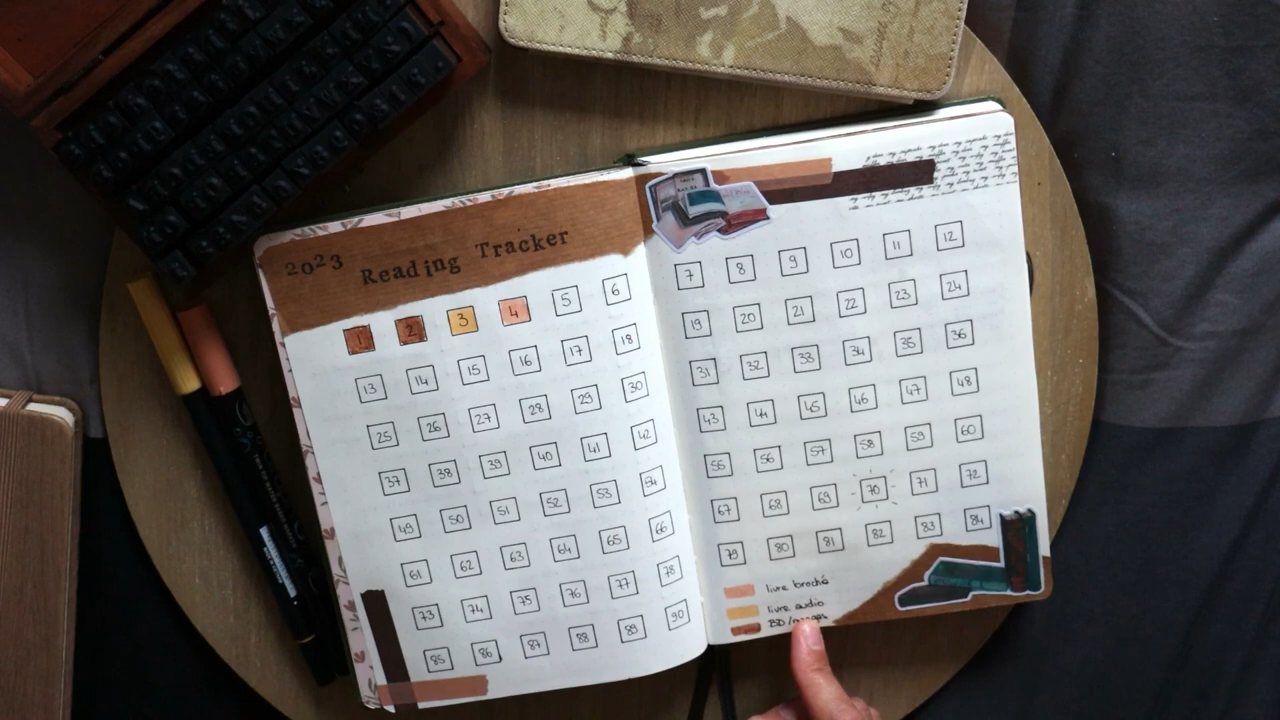 2023
Reading Tracker
1 2 3 4 5 6 7 8 9 10 11 12
13 14 15 16 17 18 19 20 21 22 23 24
25 26 27 28 29 30 31 32 33 34 35 36
37 38 39 40 41 42 43 44 45 46 47 48
49 50 51 52 53 54 55 56 57 58 59 60
61 62 63 64 65 66 67 68 69 70 71 72
73 74 75 76 77 78 79 80 81 82 83 84
85 86 87 88 89 90
livre broché
livre audio
BD/